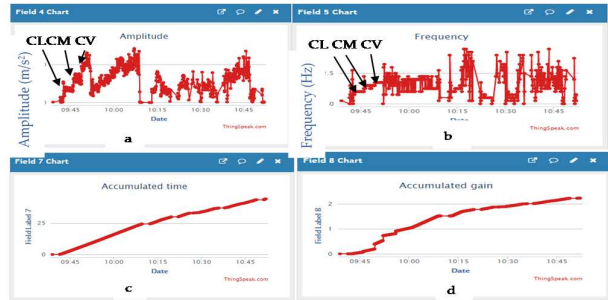 Field 4 Chart
Amplitude
CL CM CV
Amplitude (m/s²)
09:45 10:00 10:15 10:30 10:45
Date
ThingSpeak.com
a
Field 5 Chart
Frequency
CL CM CV
Frequency (Hz)
09:45 10:00 10:15 10:30 10:45
Date
ThingSpeak.com
b
Field 7 Chart
Accumulated time
Field Label 7
25
0
09:45 10:00 10:15 10:30 10:45
Date
ThingSpeak.com
c
Field 8 Chart
Accumulated gain
Field Label 8
2
1
0
09:45 10:00 10:15 10:30 10:45
Date
ThingSpeak.com
d